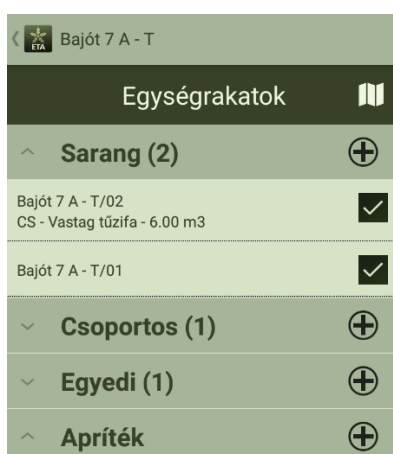 ETA Bajót 7 A - T
Egységrakatok
Sarang (2)
Bajót 7 A - T/02
CS - Vastag tűzifa - 6.00 m3
Bajót 7 A - T/01
Csoportos (1)
Egyedi (1)
Apríték